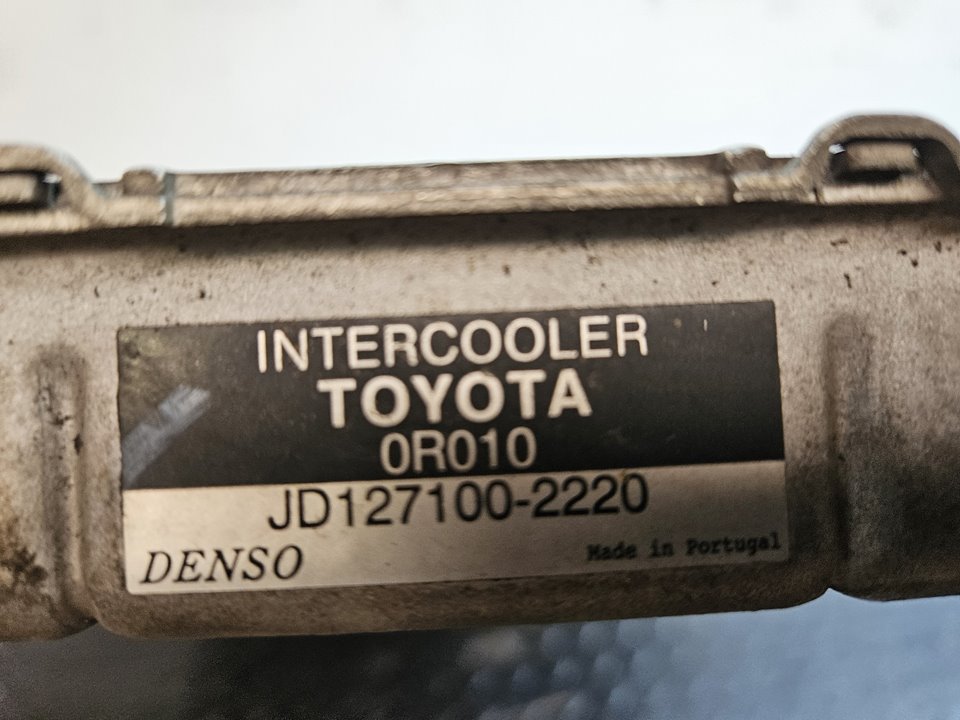 INTERCOOLER
TOYOTA
0R010
JD127100-2220
DENSO
Made in Portugal